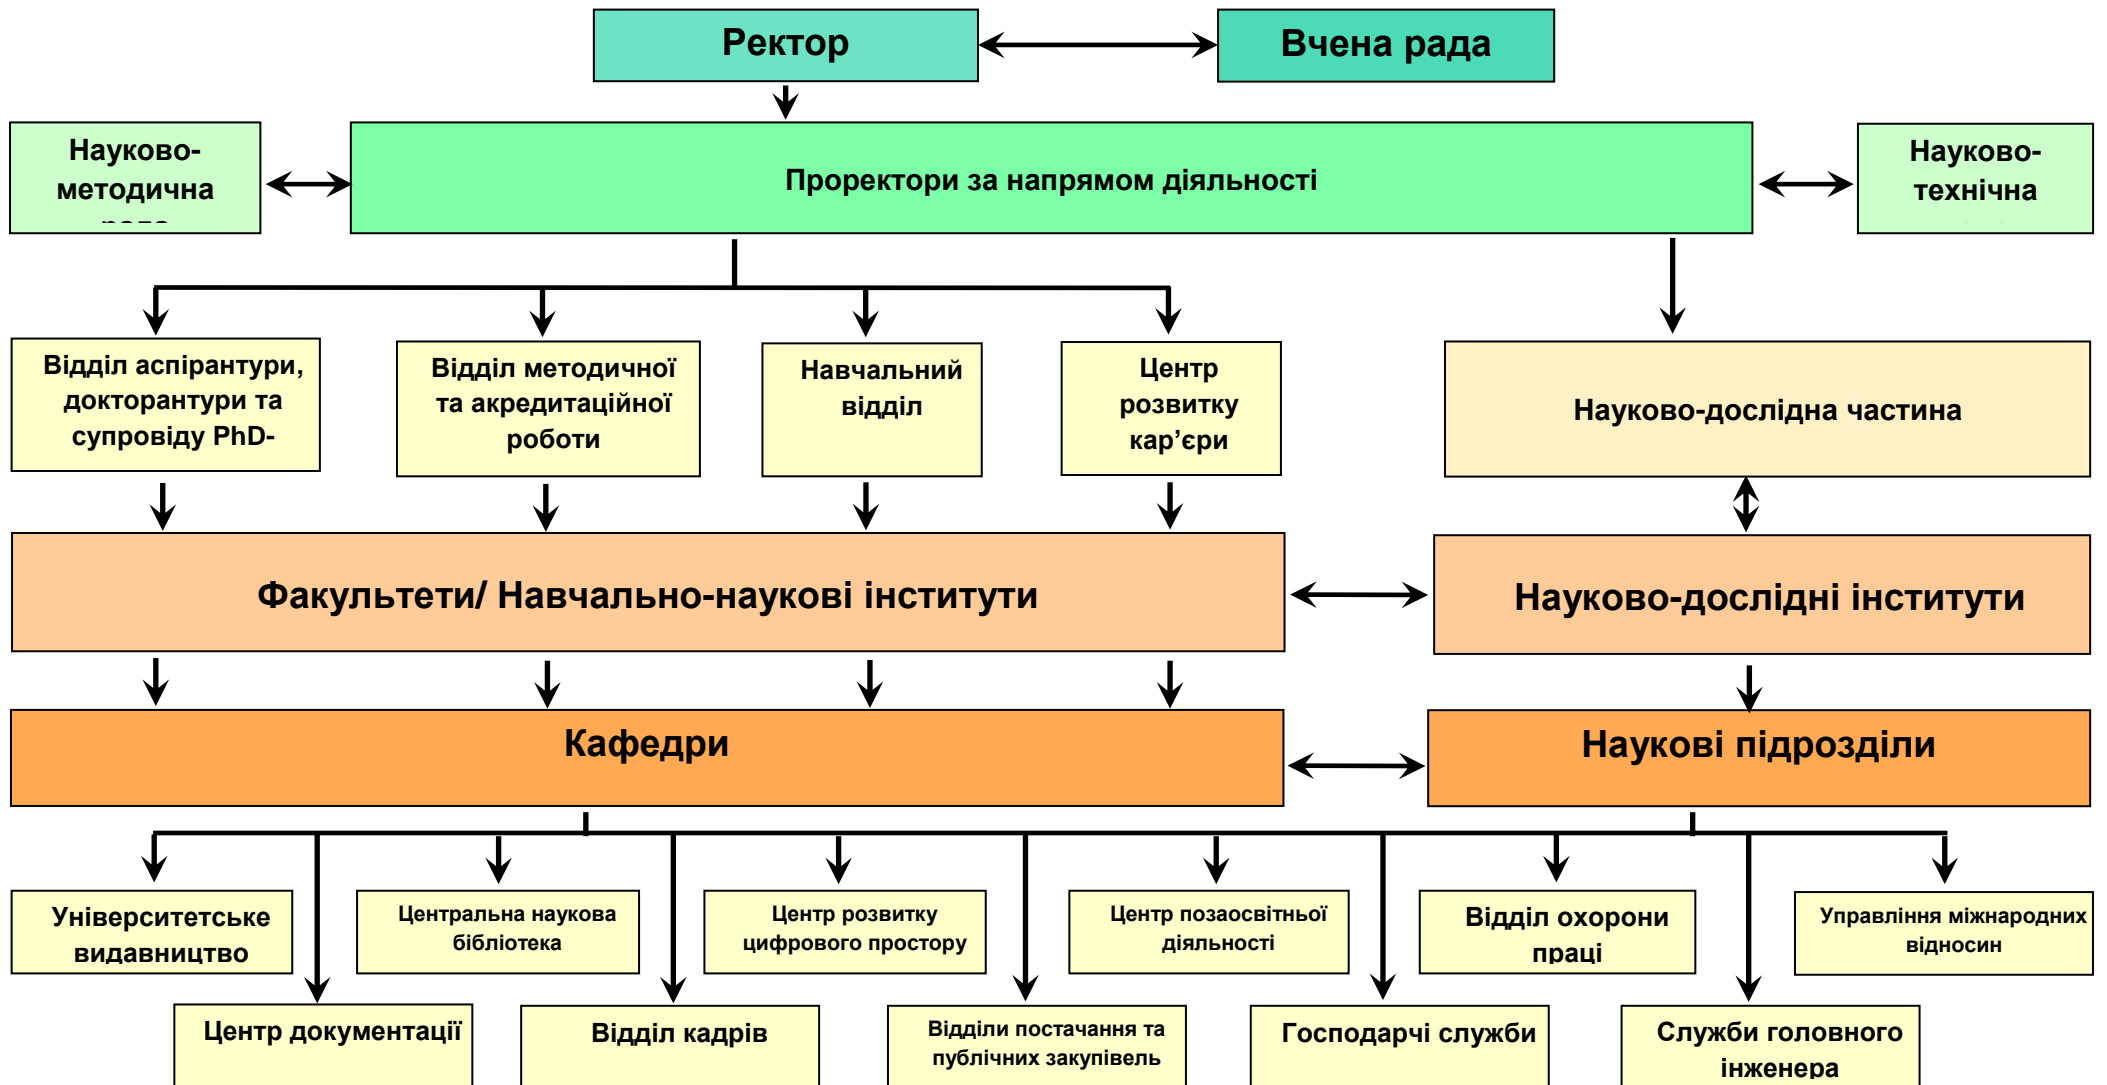 Ректор
Вчена рада
Науково-
методична
Проректори за напрямом діяльності
Науково-
технічна
Відділ аспірантури,
докторантури та
супровіду PhD-
Відділ методичної
та акредитаційної
роботи
Навчальний
відділ
Центр
розвитку
кар’єри
Науково-дослідна частина
Факультети/ Навчально-наукові інститути
Науково-дослідні інститути
Кафедри
Наукові підрозділи
Університетське
видавництво
Центральна наукова
бібліотека
Центр розвитку
цифрового простору
Центр позаосвітньої
діяльності
Відділ охорони
праці
Управління міжнародних
відносин
Центр документації
Відділ кадрів
Відділи постачання та
публічних закупівель
Господарчі служби
Служби головного
інженера